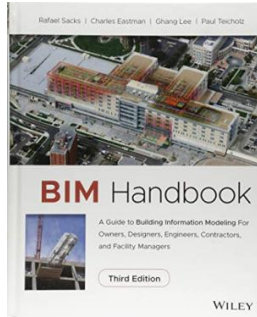 Rafael Sacks | Charles Eastman | Ghang Lee | Paul Teicholz
BIM Handbook
A Guide to Building Information Modeling For
Owners, Designers, Engineers, Contractors,
and Facility Managers
Third Edition
WILEY